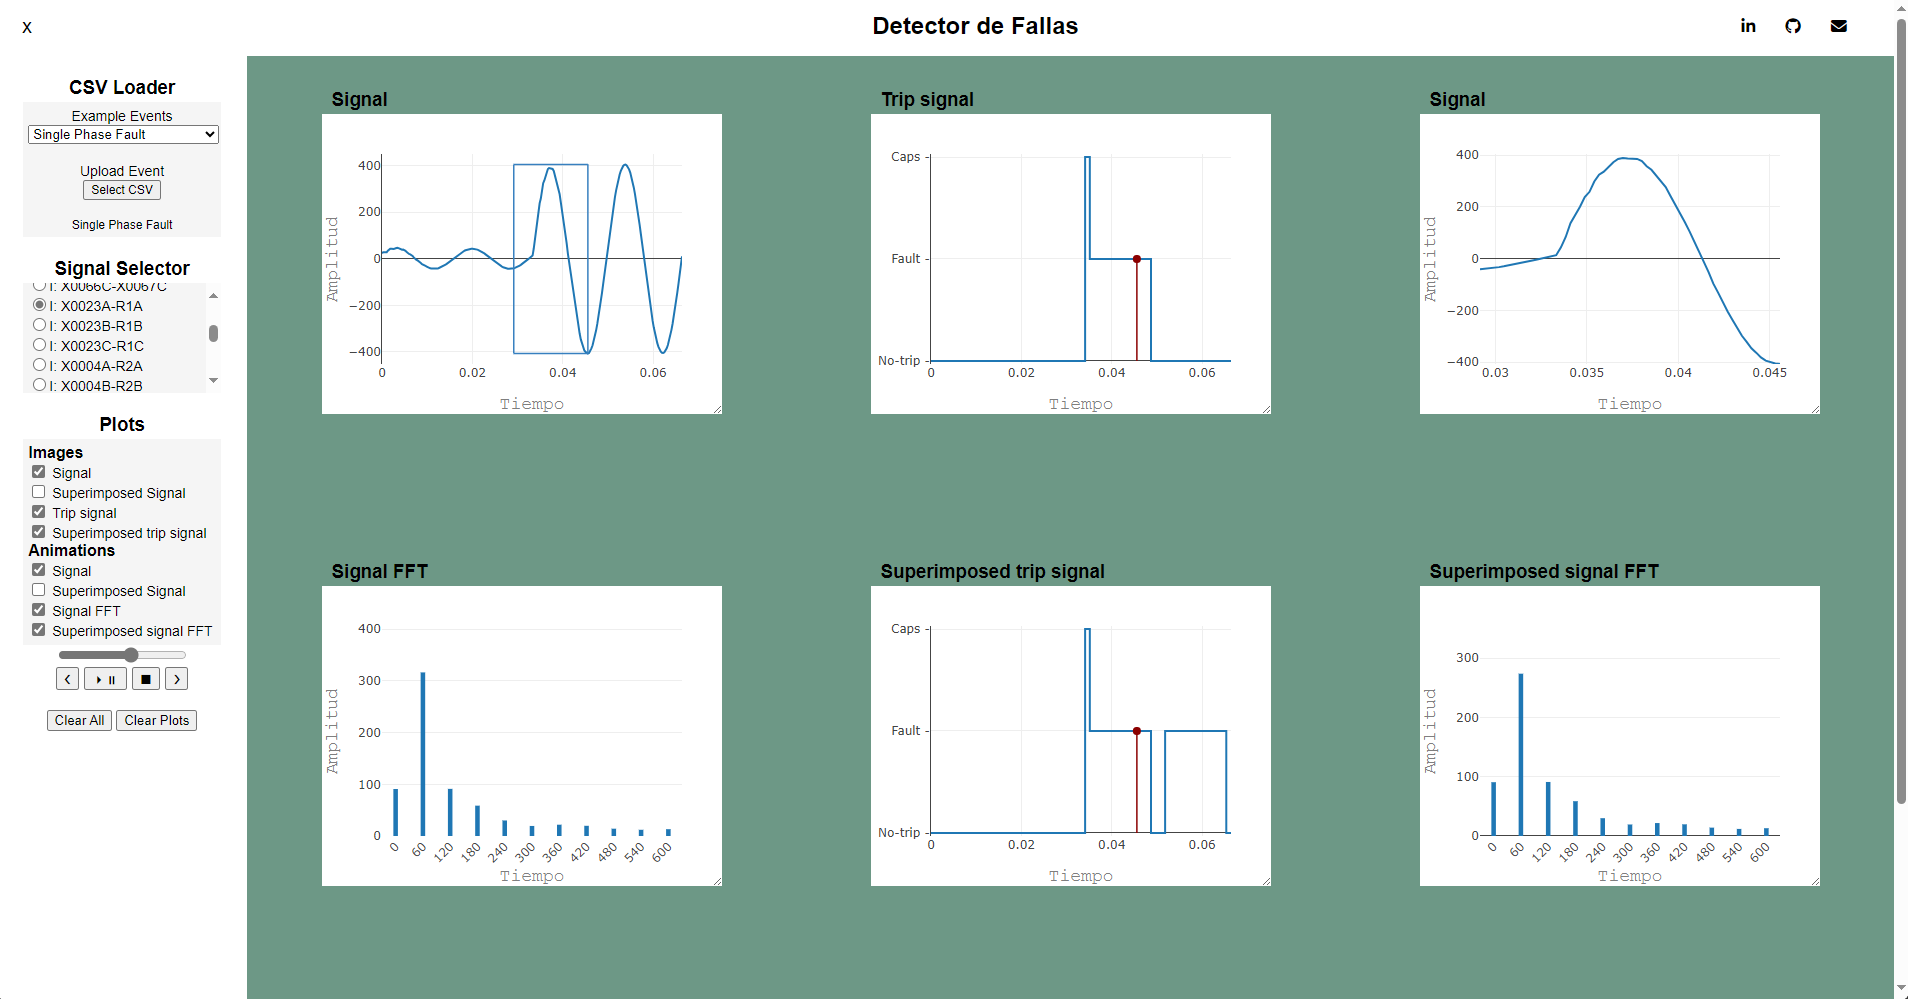 X
Detector de Fallas
CSV Loader
Example Events
Single Phase Fault
Upload Event
Select CSV
Single Phase Fault
Signal Selector
I: X0066C-X0067C
I: X0023A-R1A
I: X0023B-R1B
I: X0023C-R1C
I: X0004A-R2A
I: X0004B-R2B
Plots
Images
Signal
Superimposed Signal
Trip signal
Superimposed trip signal
Animations
Signal
Superimposed Signal
Signal FFT
Superimposed signal FFT
Clear All
Clear Plots
Signal
400
200
0
−200
−400
0 0.02 0.04 0.06
Amplitud
Tiempo
Trip signal
Caps
Fault
No-trip
0 0.02 0.04 0.06
Tiempo
Signal
400
200
0
−200
−400
0.03 0.035 0.04 0.045
Amplitud
Tiempo
Signal FFT
400
300
200
100
0
0 60 120 180 240 300 360 420 480 540 600
Amplitud
Tiempo
Superimposed trip signal
Caps
Fault
No-trip
0 0.02 0.04 0.06
Tiempo
Superimposed signal FFT
300
200
100
0
0 60 120 180 240 300 360 420 480 540 600
Amplitud
Tiempo